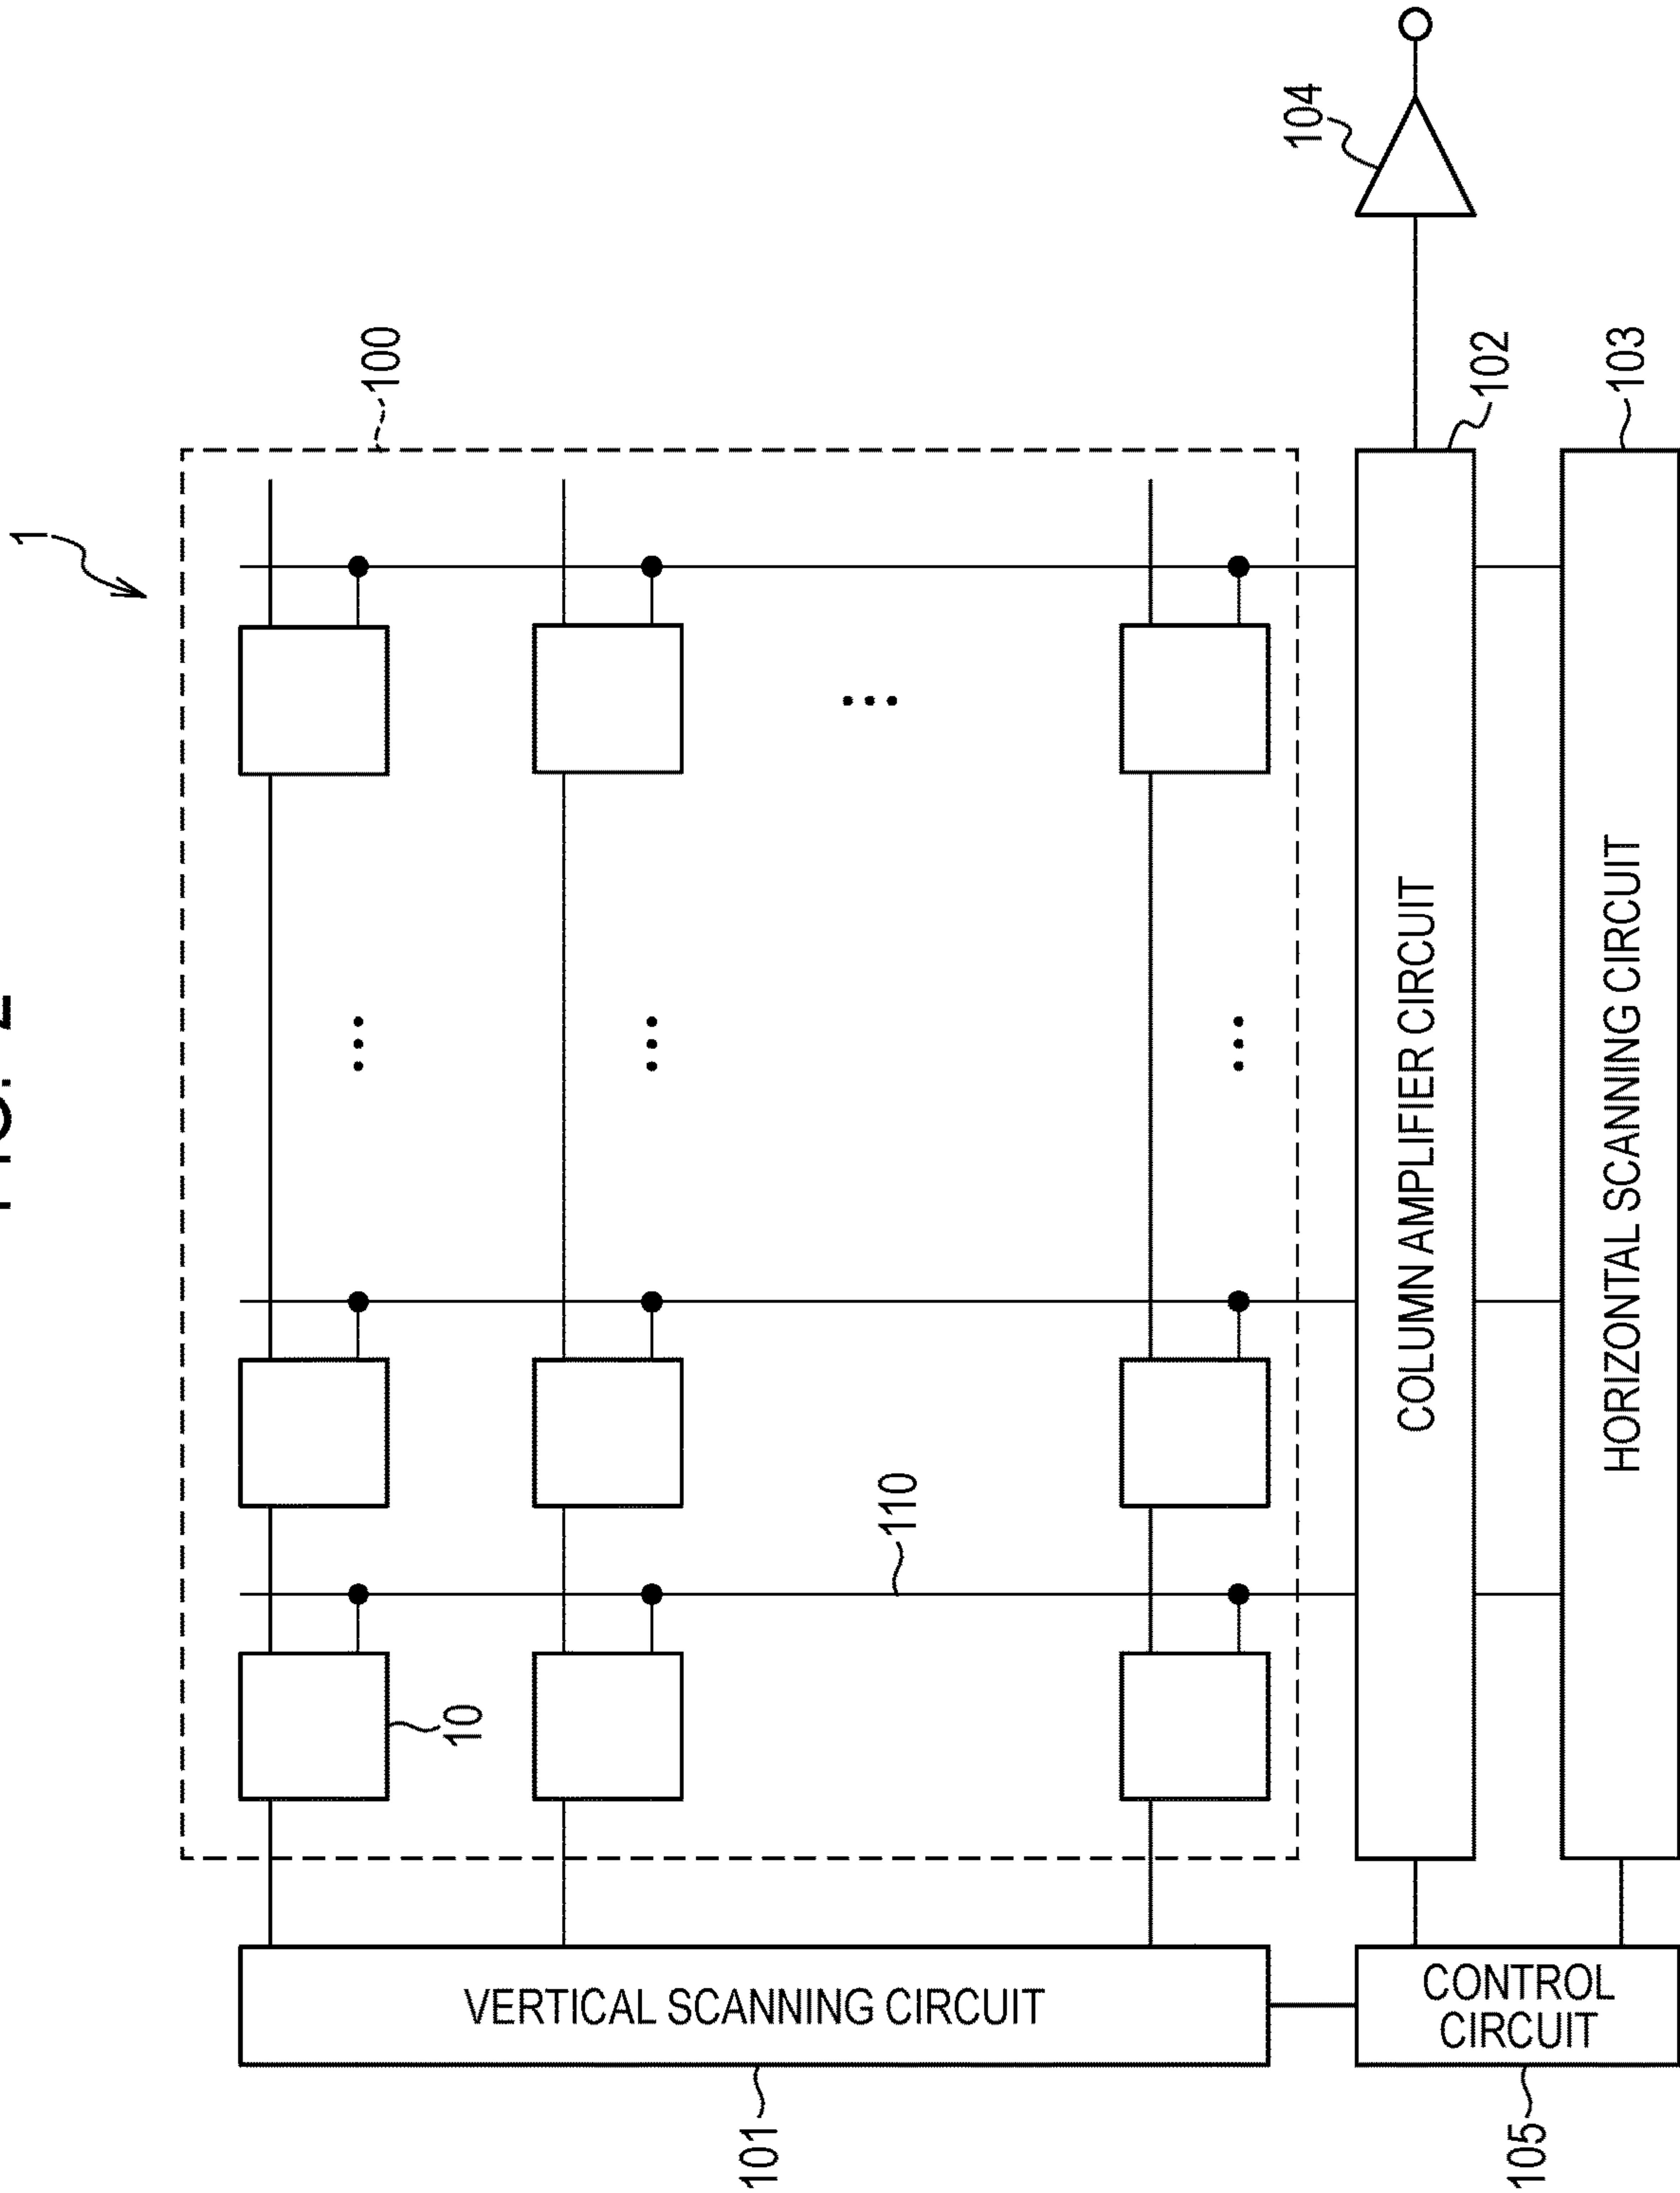 1
100
10
VERTICAL SCANNING CIRCUIT
101
110
104
COLUMN AMPLIFIER CIRCUIT
102
CONTROL
CIRCUIT
105
HORIZONTAL SCANNING CIRCUIT
103